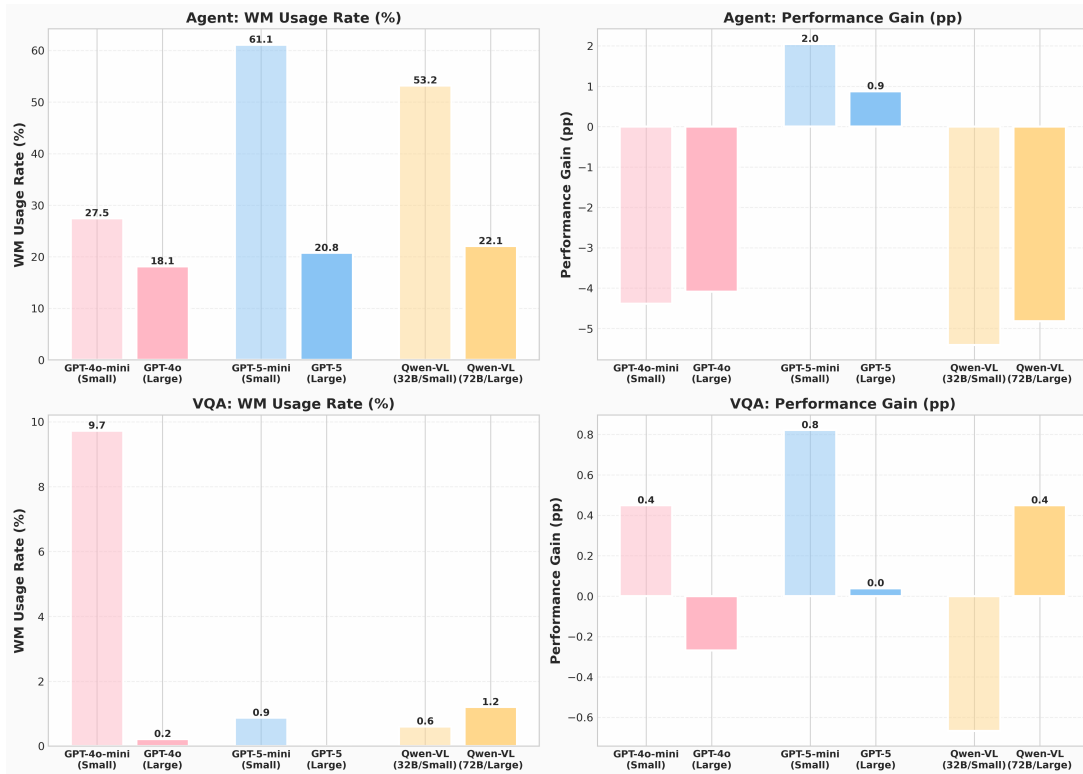 Agent: WM Usage Rate (%)
WM Usage Rate (%)
60
50
40
30
20
10
0
27.5
18.1
61.1
20.8
53.2
22.1
GPT-4o-mini
(Small)
GPT-4o
(Large)
GPT-5-mini
(Small)
GPT-5
(Large)
Qwen-VL
(32B/Small)
Qwen-VL
(72B/Large)
Agent: Performance Gain (pp)
Performance Gain (pp)
2
1
0
−1
−2
−3
−4
−5
2.0
0.9
GPT-4o-mini
(Small)
GPT-4o
(Large)
GPT-5-mini
(Small)
GPT-5
(Large)
Qwen-VL
(32B/Small)
Qwen-VL
(72B/Large)
VQA: WM Usage Rate (%)
WM Usage Rate (%)
10
8
6
4
2
0
9.7
0.2
0.9
0.6
1.2
GPT-4o-mini
(Small)
GPT-4o
(Large)
GPT-5-mini
(Small)
GPT-5
(Large)
Qwen-VL
(32B/Small)
Qwen-VL
(72B/Large)
VQA: Performance Gain (pp)
Performance Gain (pp)
0.8
0.6
0.4
0.2
0.0
−0.2
−0.4
−0.6
0.4
0.8
0.0
0.4
GPT-4o-mini
(Small)
GPT-4o
(Large)
GPT-5-mini
(Small)
GPT-5
(Large)
Qwen-VL
(32B/Small)
Qwen-VL
(72B/Large)